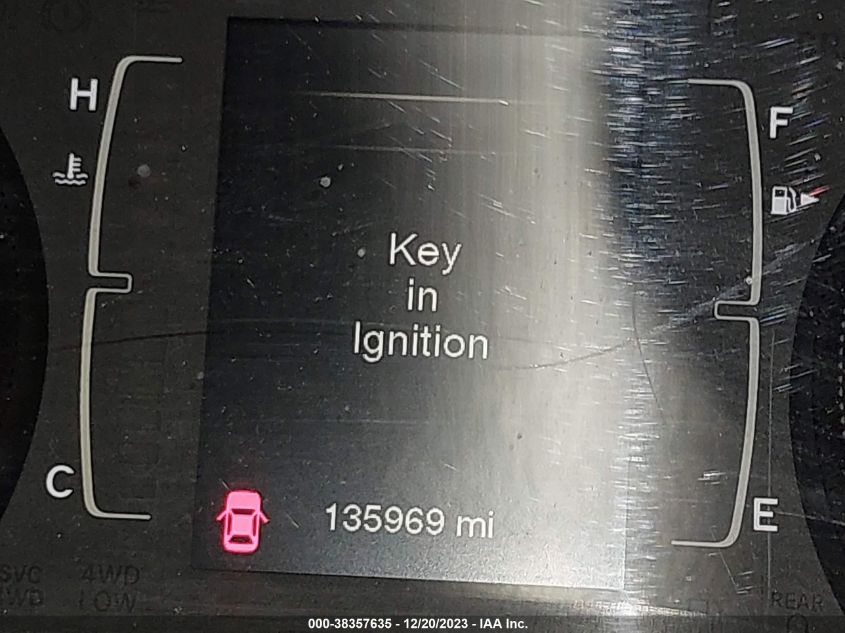 H
F
Key
in
Ignition
C
E
135969 mi
SVC
4WD
4WD
LOW
REAR
000-38357635 - 12/20/2023 - IAA Inc.